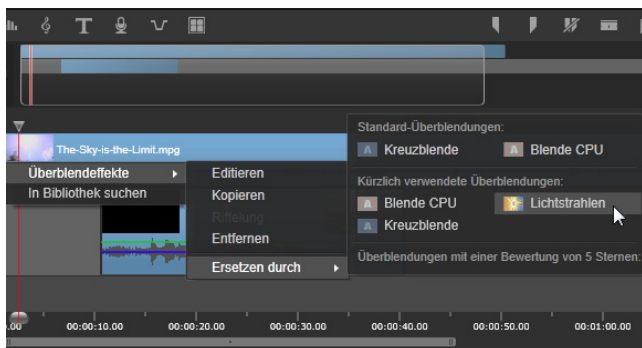 The-Sky-is-the-Limit.mpg
Überblendeffekte
In Bibliothek suchen
Editieren
Kopieren
Riffelung
Entfernen
Ersetzen durch
Standard-Überblendungen:
A Kreuzblende
A Blende CPU
Kürzlich verwendete Überblendungen:
A Blende CPU
Lichtstrahlen
A Kreuzblende
Überblendungen mit einer Bewertung von 5 Sternen:
.00 00:00:10.00 00:00:20.00 00:00:30.00 00:00:40.00 00:00:50.00 00:01:00.00